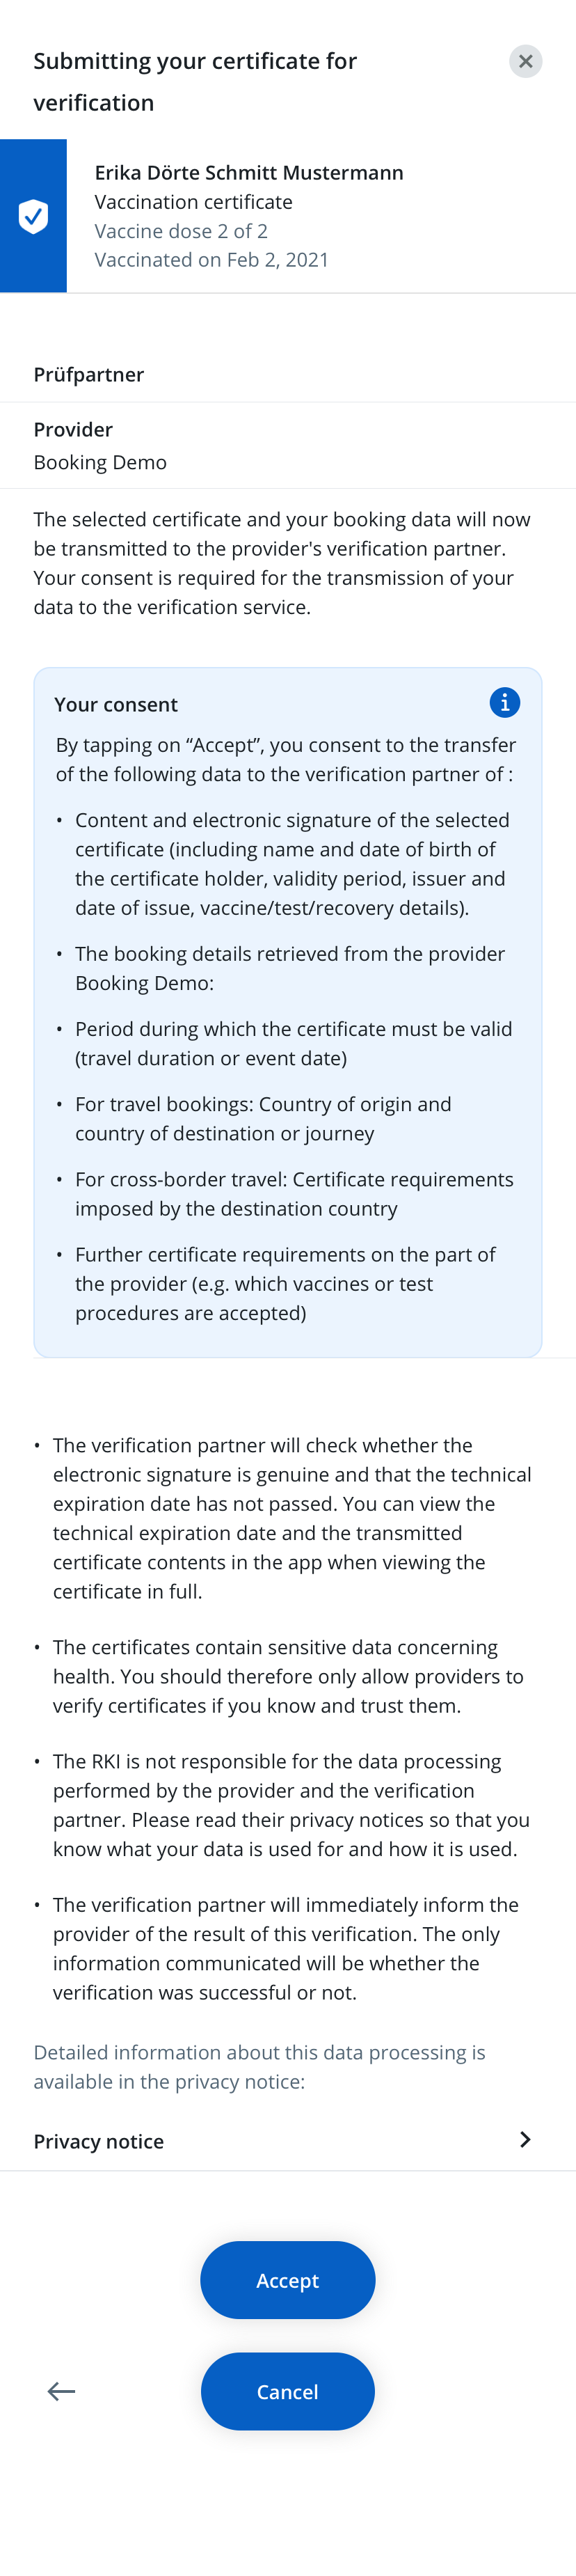 Submitting your certificate for
verification
Erika Dörte Schmitt Mustermann
Vaccination certificate
Vaccine dose 2 of 2
Vaccinated on Feb 2, 2021
Prüfpartner
Provider
Booking Demo
The selected certificate and your booking data will now
be transmitted to the provider's verification partner.
Your consent is required for the transmission of your
data to the verification service.
Your consent
By tapping on “Accept”, you consent to the transfer
of the following data to the verification partner of :
• Content and electronic signature of the selected
certificate (including name and date of birth of
the certificate holder, validity period, issuer and
date of issue, vaccine/test/recovery details).
• The booking details retrieved from the provider
Booking Demo:
• Period during which the certificate must be valid
(travel duration or event date)
• For travel bookings: Country of origin and
country of destination or journey
• For cross-border travel: Certificate requirements
imposed by the destination country
• Further certificate requirements on the part of
the provider (e.g. which vaccines or test
procedures are accepted)
• The verification partner will check whether the
electronic signature is genuine and that the technical
expiration date has not passed. You can view the
technical expiration date and the transmitted
certificate contents in the app when viewing the
certificate in full.
• The certificates contain sensitive data concerning
health. You should therefore only allow providers to
verify certificates if you know and trust them.
• The RKI is not responsible for the data processing
performed by the provider and the verification
partner. Please read their privacy notices so that you
know what your data is used for and how it is used.
• The verification partner will immediately inform the
provider of the result of this verification. The only
information communicated will be whether the
verification was successful or not.
Detailed information about this data processing is
available in the privacy notice:
Privacy notice
Accept
Cancel